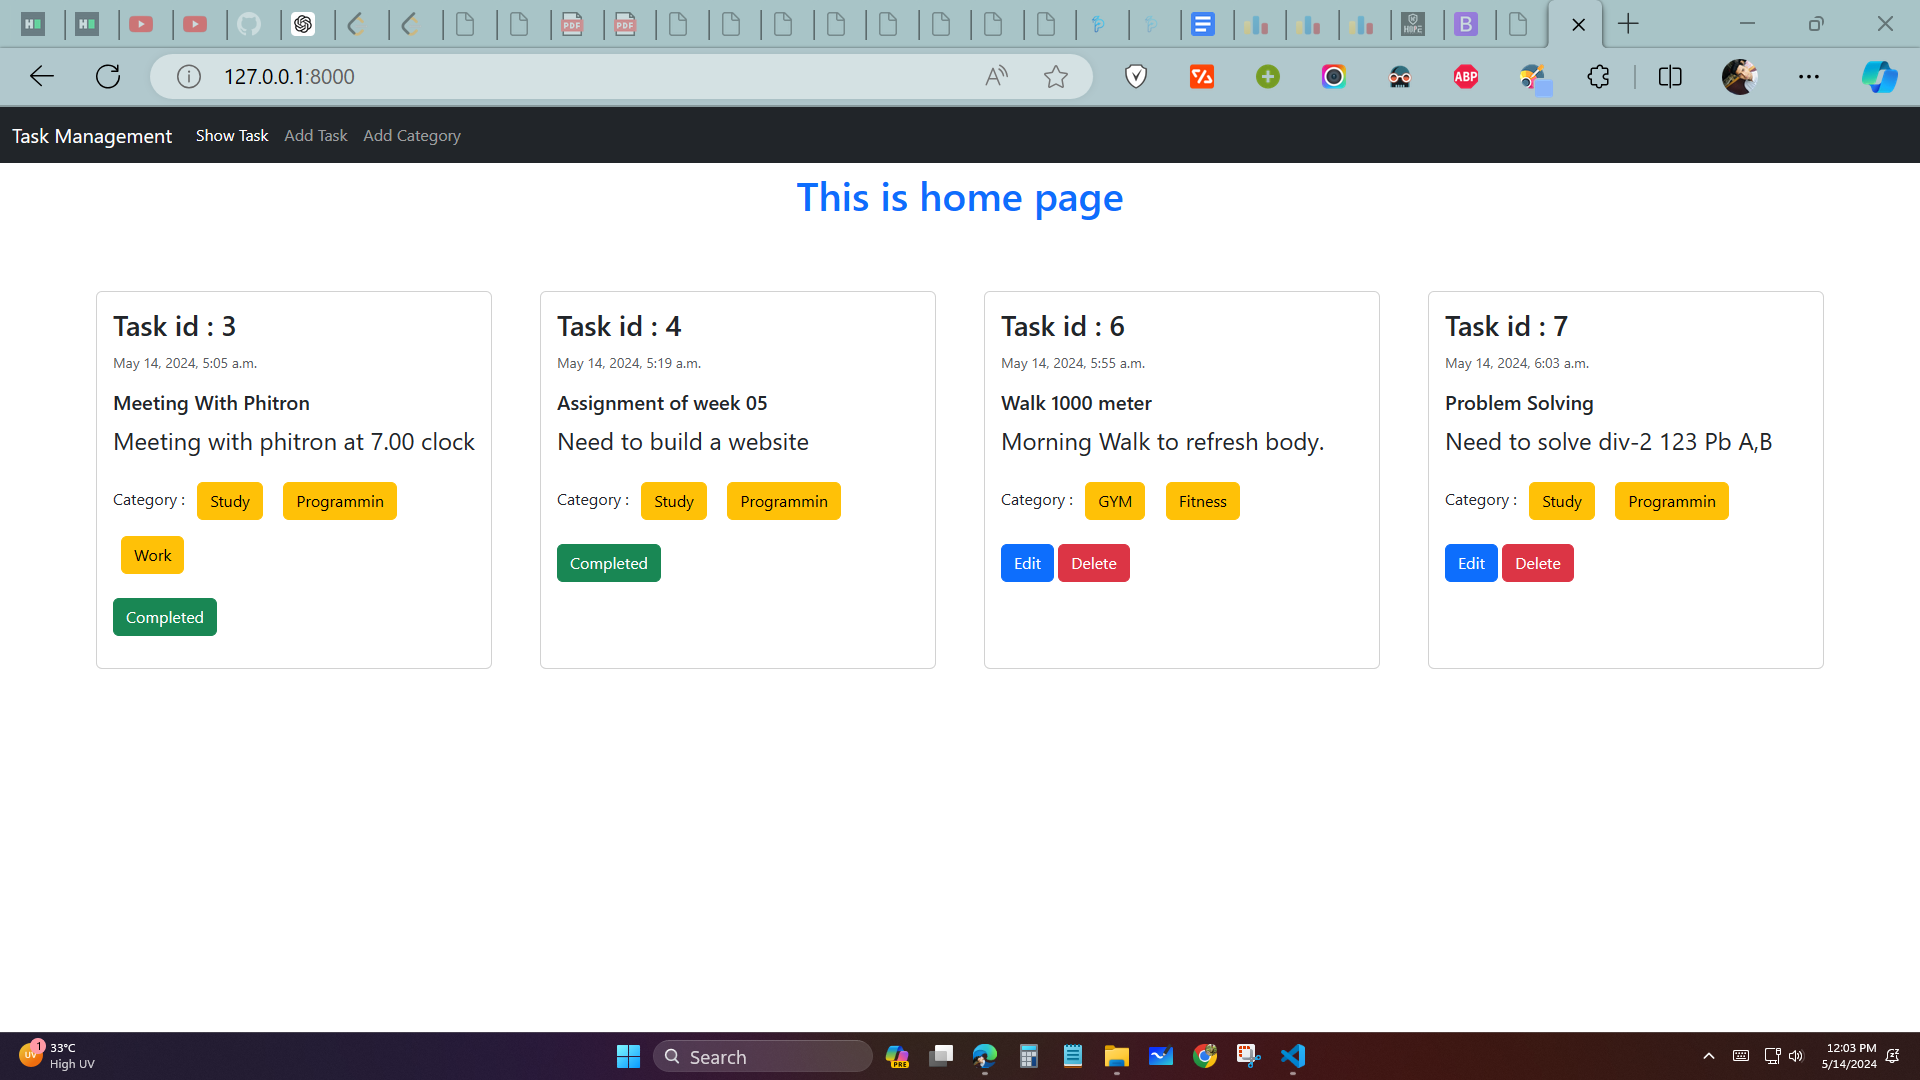 127.0.0.1:8000
ABP
Task Management Show Task Add Task Add Category
This is home page
Task id : 3
May 14, 2024, 5:05 a.m.
Meeting With Phitron
Meeting with phitron at 7.00 clock
Category : Study Programmin
Work
Completed
Task id : 4
May 14, 2024, 5:19 a.m.
Assignment of week 05
Need to build a website
Category : Study Programmin
Completed
Task id : 6
May 14, 2024, 5:55 a.m.
Walk 1000 meter
Morning Walk to refresh body.
Category : GYM Fitness
Edit Delete
Task id : 7
May 14, 2024, 6:03 a.m.
Problem Solving
Need to solve div-2 123 Pb A,B
Category : Study Programmin
Edit Delete
UV 1 33°C
High UV
Search
PRE
12:03 PM
5/14/2024